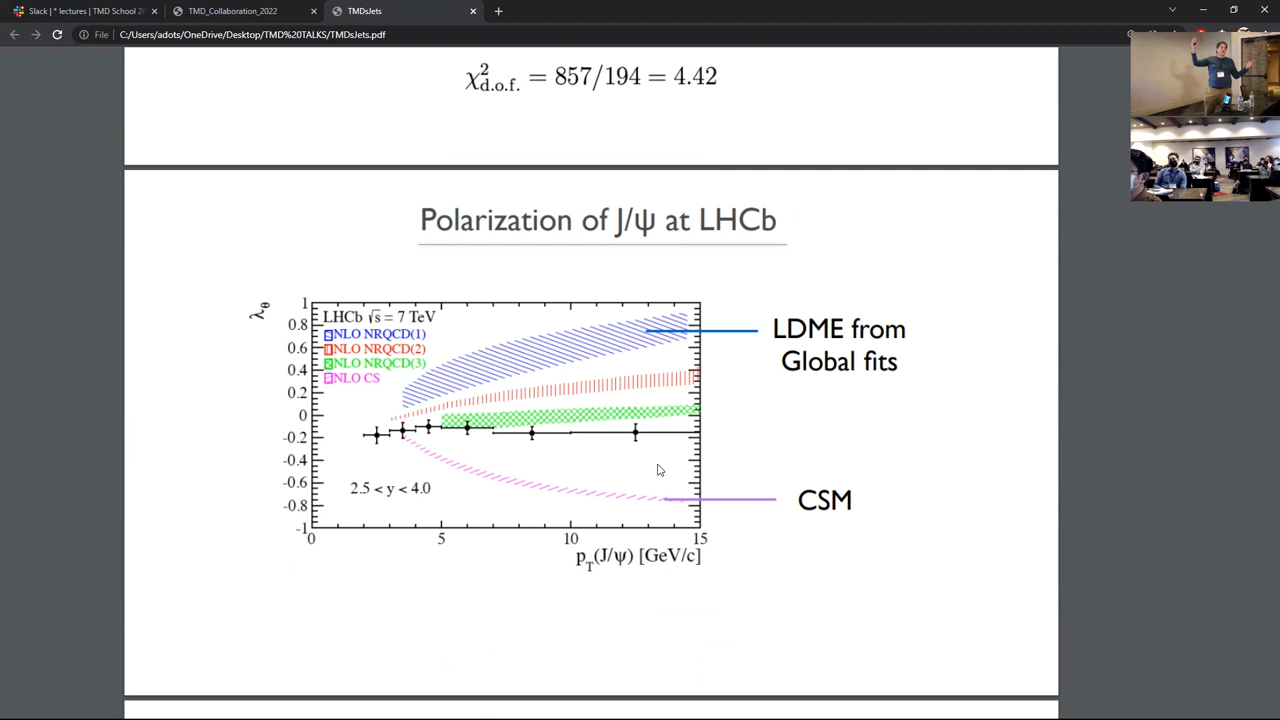 Slack | * lectures | TMD School 20
TMD_Collaboration_2022
TMDsJets
File
C:/Users/adots/OneDrive/Desktop/TMD%20TALKS/TMDsJets.pdf
χ²d.o.f. = 857/194 = 4.42
Polarization of J/ψ at LHCb
λθ
1
0.8
0.6
0.4
0.2
0
-0.2
-0.4
-0.6
-0.8
-1
LHCb √s = 7 TeV
NLO NRQCD(1)
NLO NRQCD(2)
NLO NRQCD(3)
NLO CS
2.5 < y < 4.0
0 5 10 15
pT(J/ψ) [GeV/c]
LDME from
Global fits
CSM